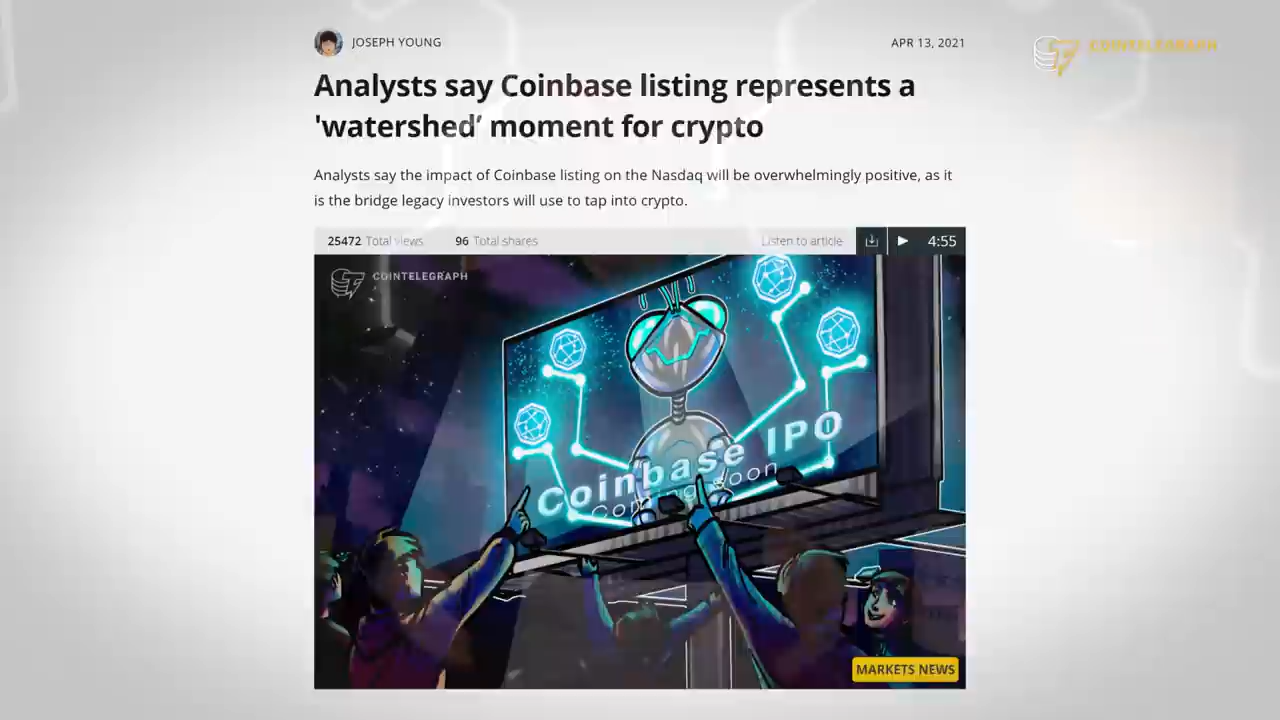 JOSEPH YOUNG
APR 13, 2021
COINTELEGRAPH
Analysts say Coinbase listing represents a
'watershed’ moment for crypto
Analysts say the impact of Coinbase listing on the Nasdaq will be overwhelmingly positive, as it
is the bridge legacy investors will use to tap into crypto.
25472 Total views 96 Total shares Listen to article 4:55
COINTELEGRAPH
Coinbase IPO
Coming soon
MARKETS NEWS